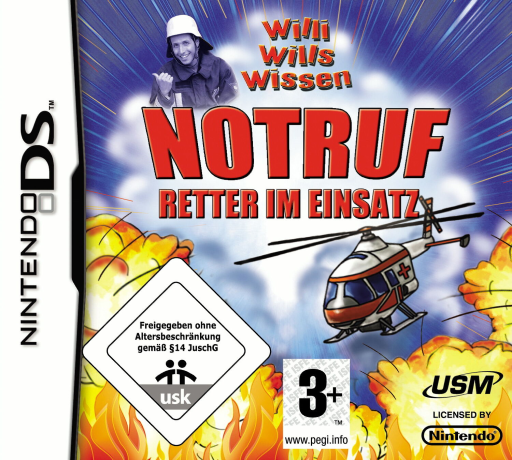 NINTENDO DS™
Willi
Wills
Wissen
NOTRUF
RETTER IM EINSATZ
Freigegeben ohne
Altersbeschränkung
gemäß §14 JuSchG
usk
3+
www.pegi.info
USM
LICENSED BY
Nintendo